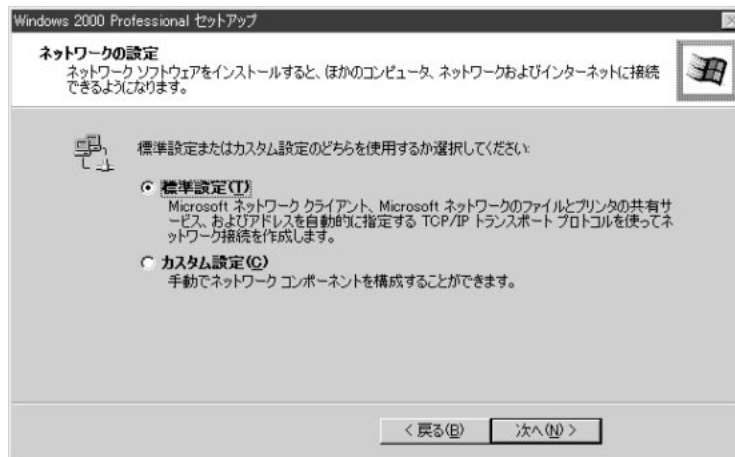 Windows 2000 Professional セットアップ
ネットワークの設定
ネットワーク ソフトウェアをインストールすると、ほかのコンピュータ、ネットワークおよびインターネットに接続
できるようになります。
標準設定またはカスタム設定のどちらを使用するか選択してください:
標準設定(T)
Microsoft ネットワーク クライアント、Microsoft ネットワークのファイルとプリンタの共有サ
ービス、およびアドレスを自動的に指定する TCP/IP トランスポート プロトコルを使ってネ
ットワーク接続を作成します。
カスタム設定(C)
手動でネットワーク コンポーネントを構成することができます。
< 戻る(B) 次へ(N) >